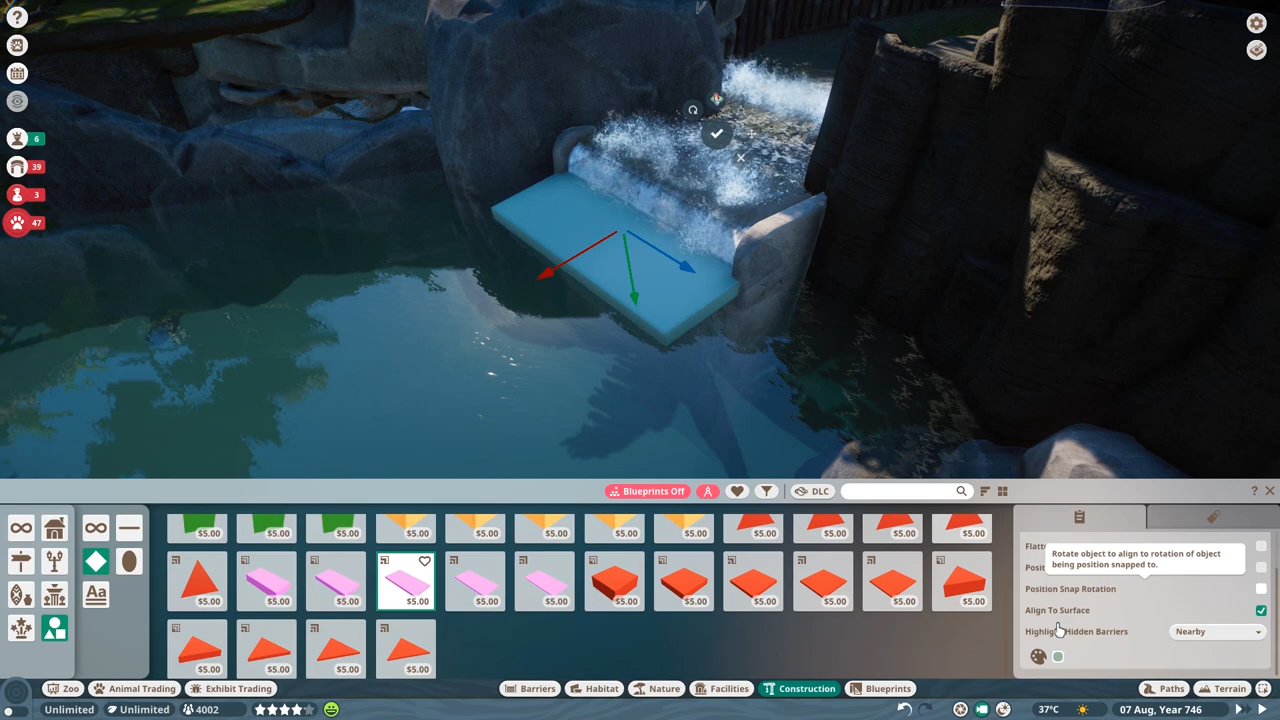 ?
6
39
3
47
Blueprints Off
DLC
?
$5.00 $5.00 $5.00 $5.00 $5.00 $5.00 $5.00 $5.00 $5.00 $5.00 $5.00 $5.00
$5.00 $5.00 $5.00 $5.00 $5.00 $5.00 $5.00 $5.00 $5.00 $5.00 $5.00 $5.00
$5.00 $5.00 $5.00 $5.00
Aa
Rotate object to align to rotation of object
being position snapped to.
Position Snap Rotation
Align To Surface
Hidden Barriers
Nearby
Zoo
Animal Trading
Exhibit Trading
Barriers
Habitat
Nature
Facilities
Construction
Blueprints
Paths
Terrain
Unlimited
Unlimited
4002
37°C
07 Aug, Year 746